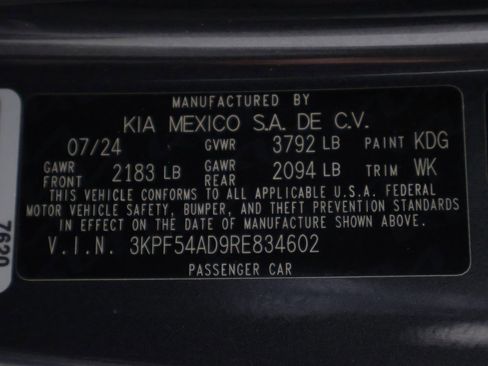 MANUFACTURED BY
KIA MEXICO S.A. DE C.V.
07/24 GVWR 3792 LB PAINT KDG
GAWR FRONT 2183 LB GAWR REAR 2094 LB TRIM WK
THIS VEHICLE CONFORMS TO ALL APPLICABLE U.S.A. FEDERAL
MOTOR VEHICLE SAFETY, BUMPER, AND THEFT PREVENTION STANDARDS
IN EFFECT ON THE DATE OF MANUFACTURE SHOWN ABOVE.
V.I.N. 3KPF54AD9RE834602
PASSENGER CAR
7620